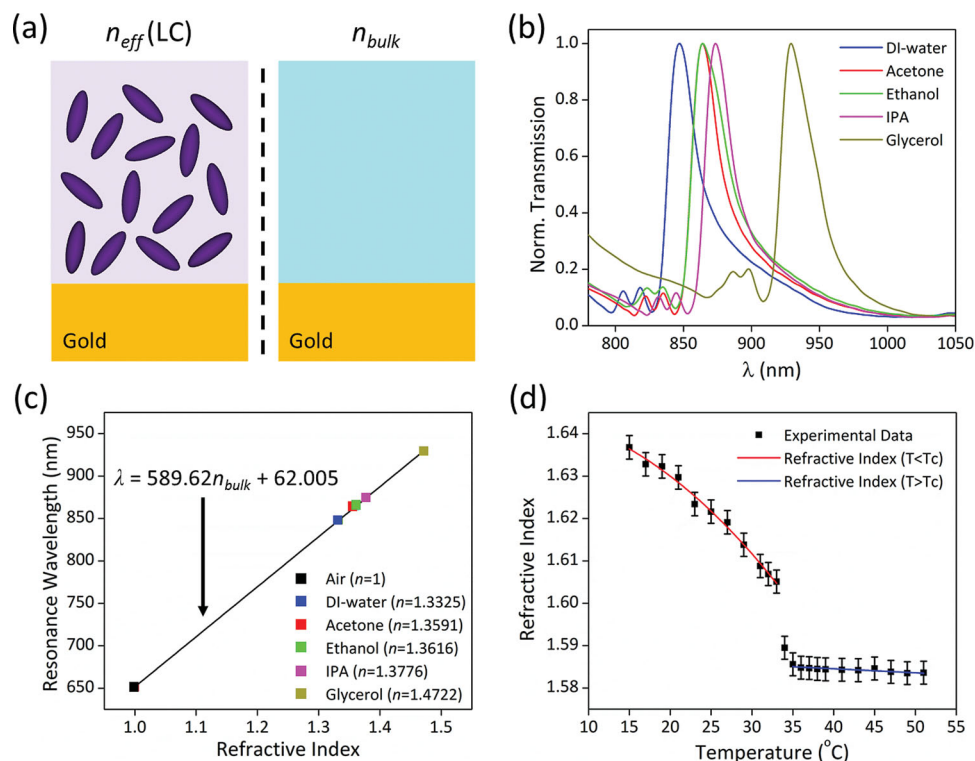 (a)
n_eff (LC)
n_bulk
Gold
Gold
(b)
Norm. Transmission
1.0
0.8
0.6
0.4
0.2
0.0
DI-water
Acetone
Ethanol
IPA
Glycerol
800
850
900
950
1000
1050
λ (nm)
(c)
Resonance Wavelength (nm)
950
900
850
800
750
700
650
λ = 589.62n_bulk + 62.005
Air (n=1)
DI-water (n=1.3325)
Acetone (n=1.3591)
Ethanol (n=1.3616)
IPA (n=1.3776)
Glycerol (n=1.4722)
1.0
1.1
1.2
1.3
1.4
1.5
Refractive Index
(d)
Refractive Index
1.64
1.63
1.62
1.61
1.60
1.59
1.58
Experimental Data
Refractive Index (T<Tc)
Refractive Index (T>Tc)
10
15
20
25
30
35
40
45
50
55
Temperature (°C)